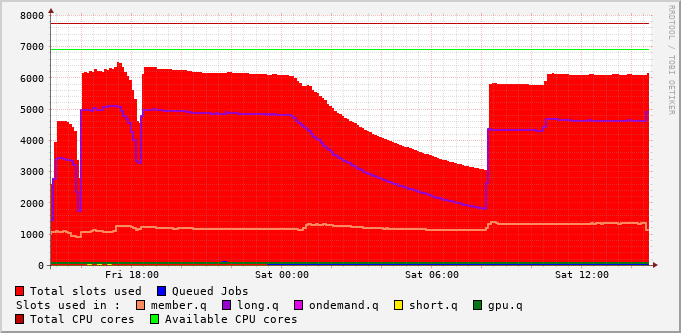 8000
7000
6000
5000
4000
3000
2000
1000
0
Fri 18:00 Sat 00:00 Sat 06:00 Sat 12:00
RRDTOOL / TOBI OETIKER
Total slots used Queued Jobs
Slots used in : member.q long.q ondemand.q short.q gpu.q
Total CPU cores Available CPU cores